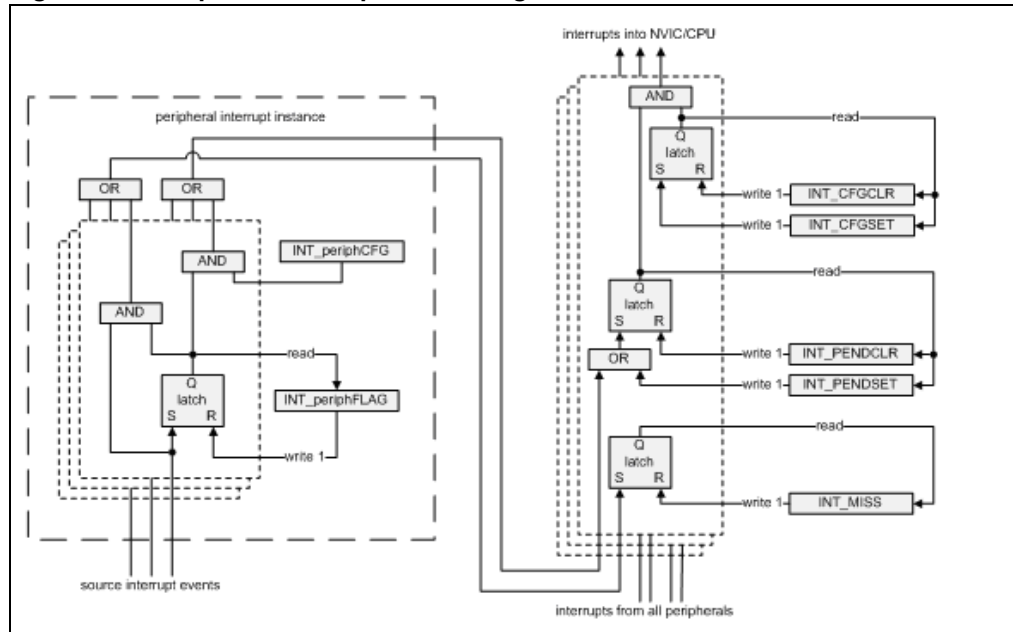 interrupts into NVIC/CPU
peripheral interrupt instance
OR
OR
AND
INT_periphCFG
AND
read
Q
latch
S R
INT_periphFLAG
write 1
source interrupt events
AND
read
Q
latch
S R
write 1
INT_CFGCLR
write 1
INT_CFGSET
read
Q
latch
S R
OR
write 1
INT_PENDCLR
write 1
INT_PENDSET
read
Q
latch
S R
write 1
INT_MISS
interrupts from all peripherals